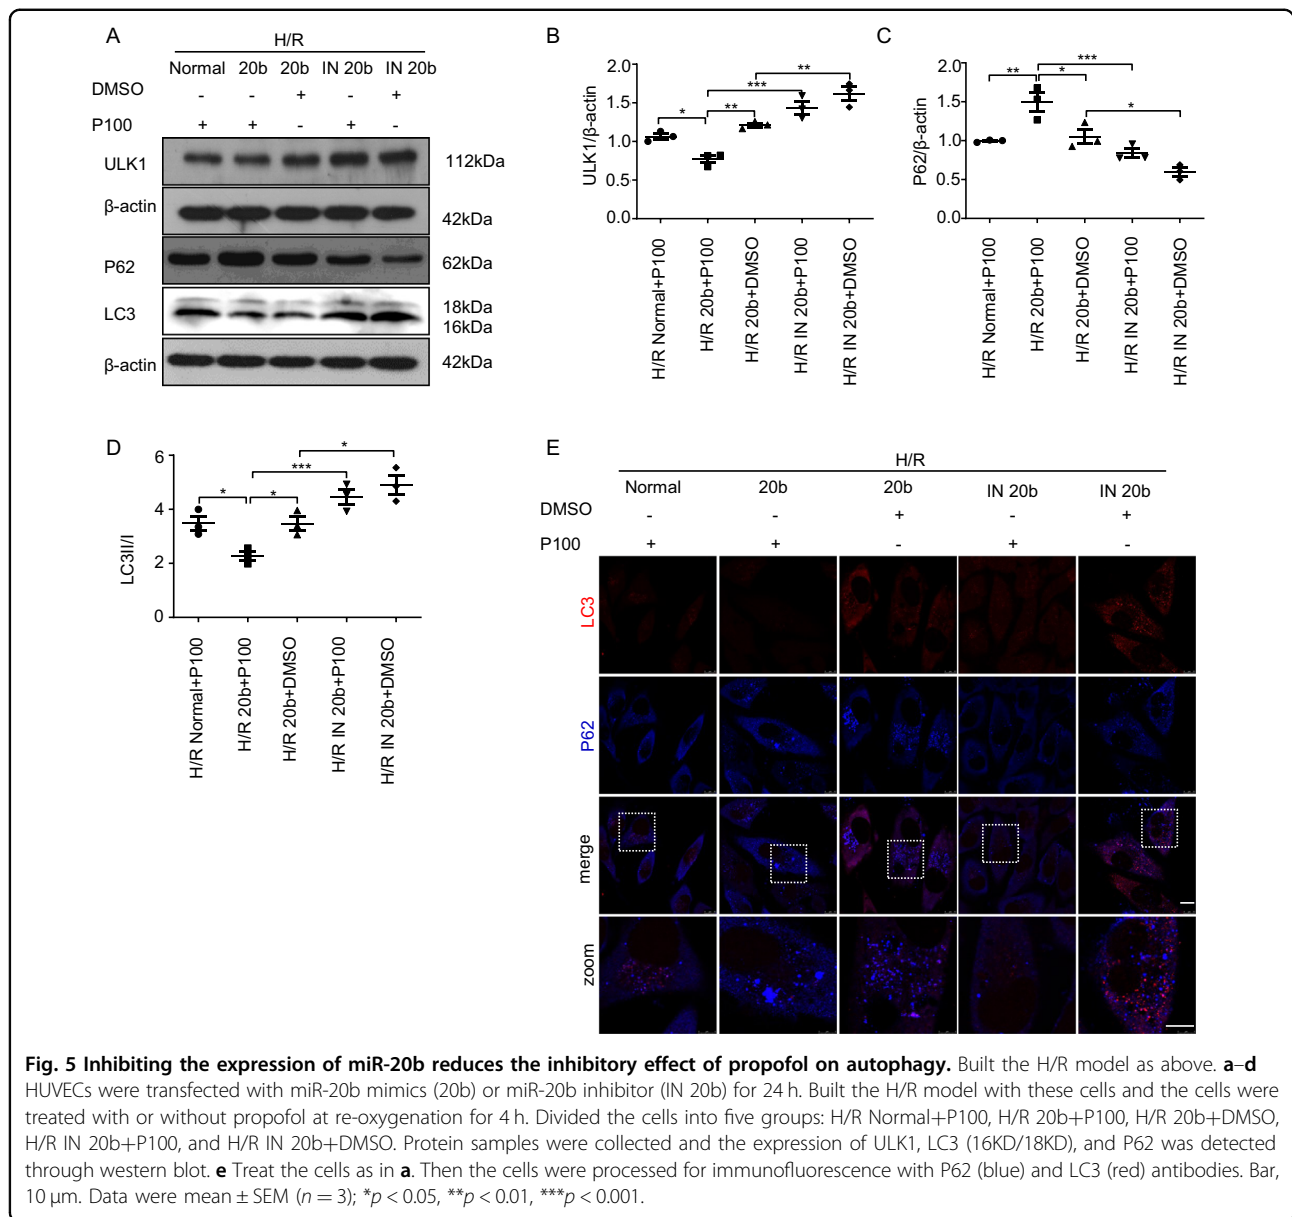 A
H/R
Normal 20b 20b IN 20b IN 20b
DMSO - - + - +
P100 + + - + -
ULK1 112kDa
β-actin 42kDa
P62 62kDa
LC3 18kDa
16kDa
β-actin 42kDa
B
ULK1/β-actin
2.0
1.5
1.0
0.5
0.0
* ** *** **
H/R Normal+P100
H/R 20b+P100
H/R 20b+DMSO
H/R IN 20b+P100
H/R IN 20b+DMSO
C
P62/β-actin
2.0
1.5
1.0
0.5
0.0
** * *** *
H/R Normal+P100
H/R 20b+P100
H/R 20b+DMSO
H/R IN 20b+P100
H/R IN 20b+DMSO
D
LC3II/I
6
4
2
0
* * *** *
H/R Normal+P100
H/R 20b+P100
H/R 20b+DMSO
H/R IN 20b+P100
H/R IN 20b+DMSO
E
H/R
Normal 20b 20b IN 20b IN 20b
DMSO - - + - +
P100 + + - + -
LC3
P62
merge
zoom
Fig. 5 Inhibiting the expression of miR-20b reduces the inhibitory effect of propofol on autophagy. Built the H/R model as above. a–d
HUVECs were transfected with miR-20b mimics (20b) or miR-20b inhibitor (IN 20b) for 24 h. Built the H/R model with these cells and the cells were
treated with or without propofol at re-oxygenation for 4 h. Divided the cells into five groups: H/R Normal+P100, H/R 20b+P100, H/R 20b+DMSO,
H/R IN 20b+P100, and H/R IN 20b+DMSO. Protein samples were collected and the expression of ULK1, LC3 (16KD/18KD), and P62 was detected
through western blot. e Treat the cells as in a. Then the cells were processed for immunofluorescence with P62 (blue) and LC3 (red) antibodies. Bar,
10 μm. Data were mean ± SEM (n = 3); *p < 0.05, **p < 0.01, ***p < 0.001.